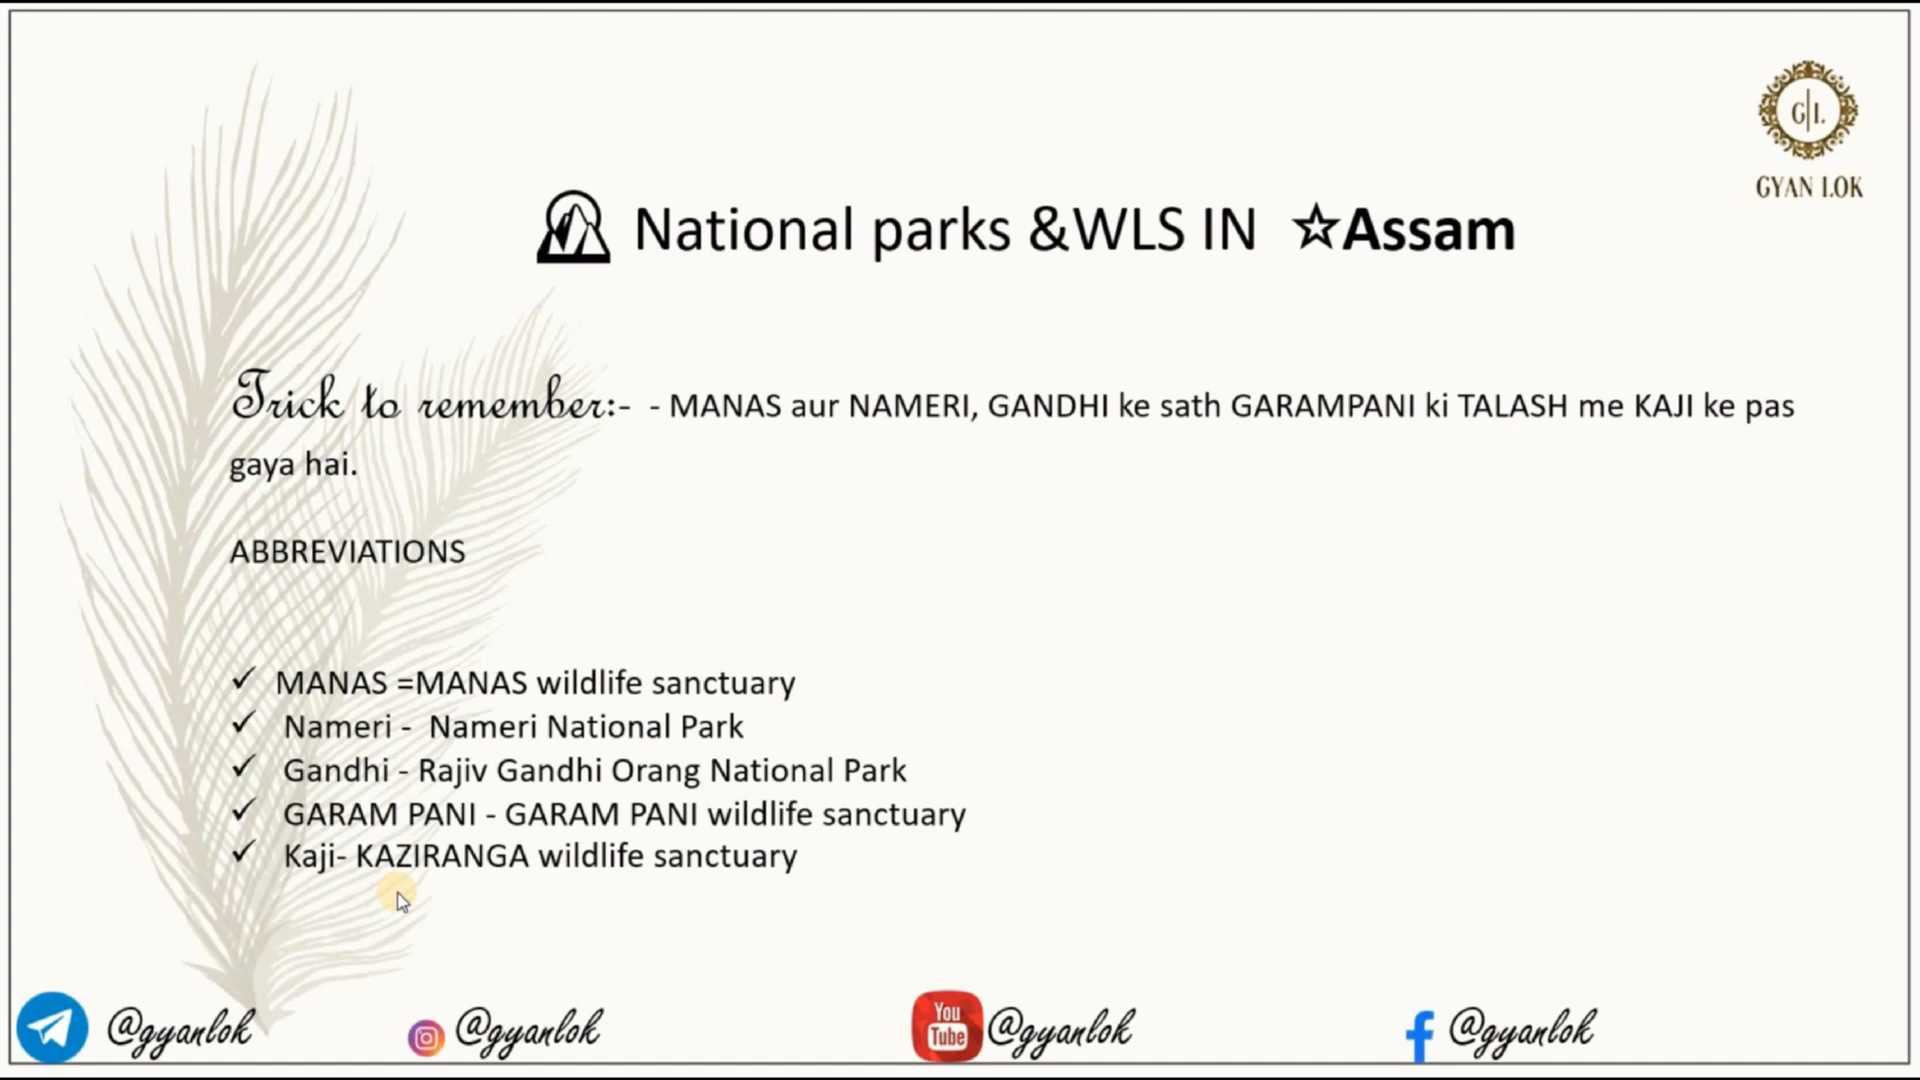 G|L
GYAN LOK
National parks &WLS IN ☆Assam
Trick to remember:- - MANAS aur NAMERI, GANDHI ke sath GARAMPANI ki TALASH me KAJI ke pas
gaya hai.
ABBREVIATIONS
✓ MANAS =MANAS wildlife sanctuary
✓ Nameri - Nameri National Park
✓ Gandhi - Rajiv Gandhi Orang National Park
✓ GARAM PANI - GARAM PANI wildlife sanctuary
✓ Kaji- KAZIRANGA wildlife sanctuary
@gyanlok @gyanlok You Tube @gyanlok f @gyanlok